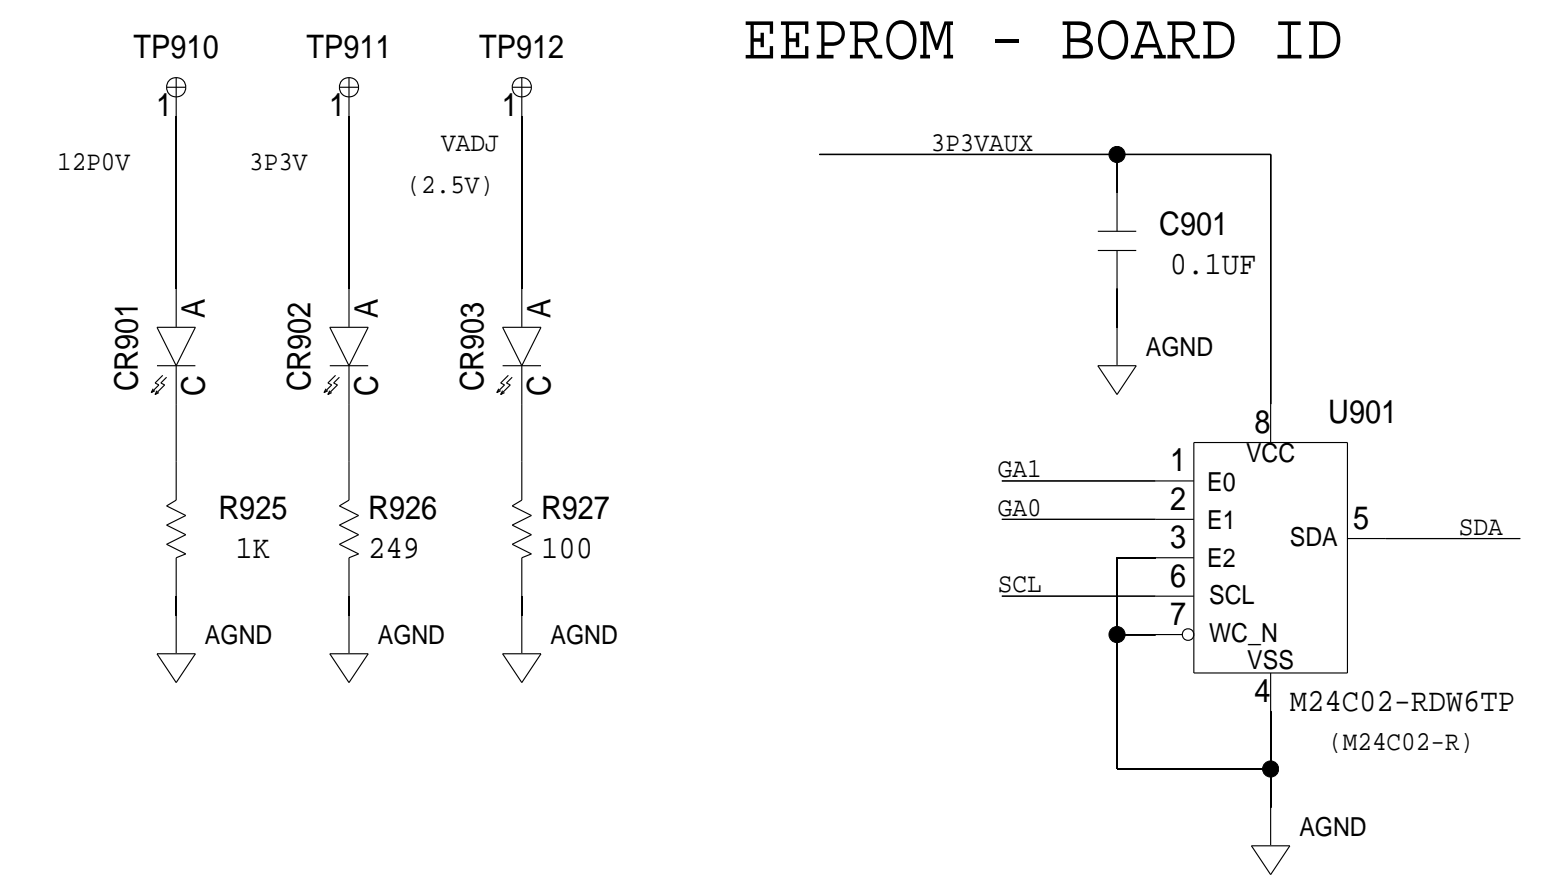 EEPROM - BOARD ID
TP910
1
12P0V
CR901
A
C
R925
1K
AGND
TP911
1
3P3V
CR902
A
C
R926
249
AGND
TP912
1
VADJ
(2.5V)
CR903
A
C
R927
100
AGND
3P3VAUX
C901
0.1UF
AGND
U901
8
VCC
GA1
1
E0
GA0
2
E1
3
E2
SCL
6
SCL
7
WC_N
VSS
4
SDA
5
SDA
M24C02-RDW6TP
(M24C02-R)
AGND